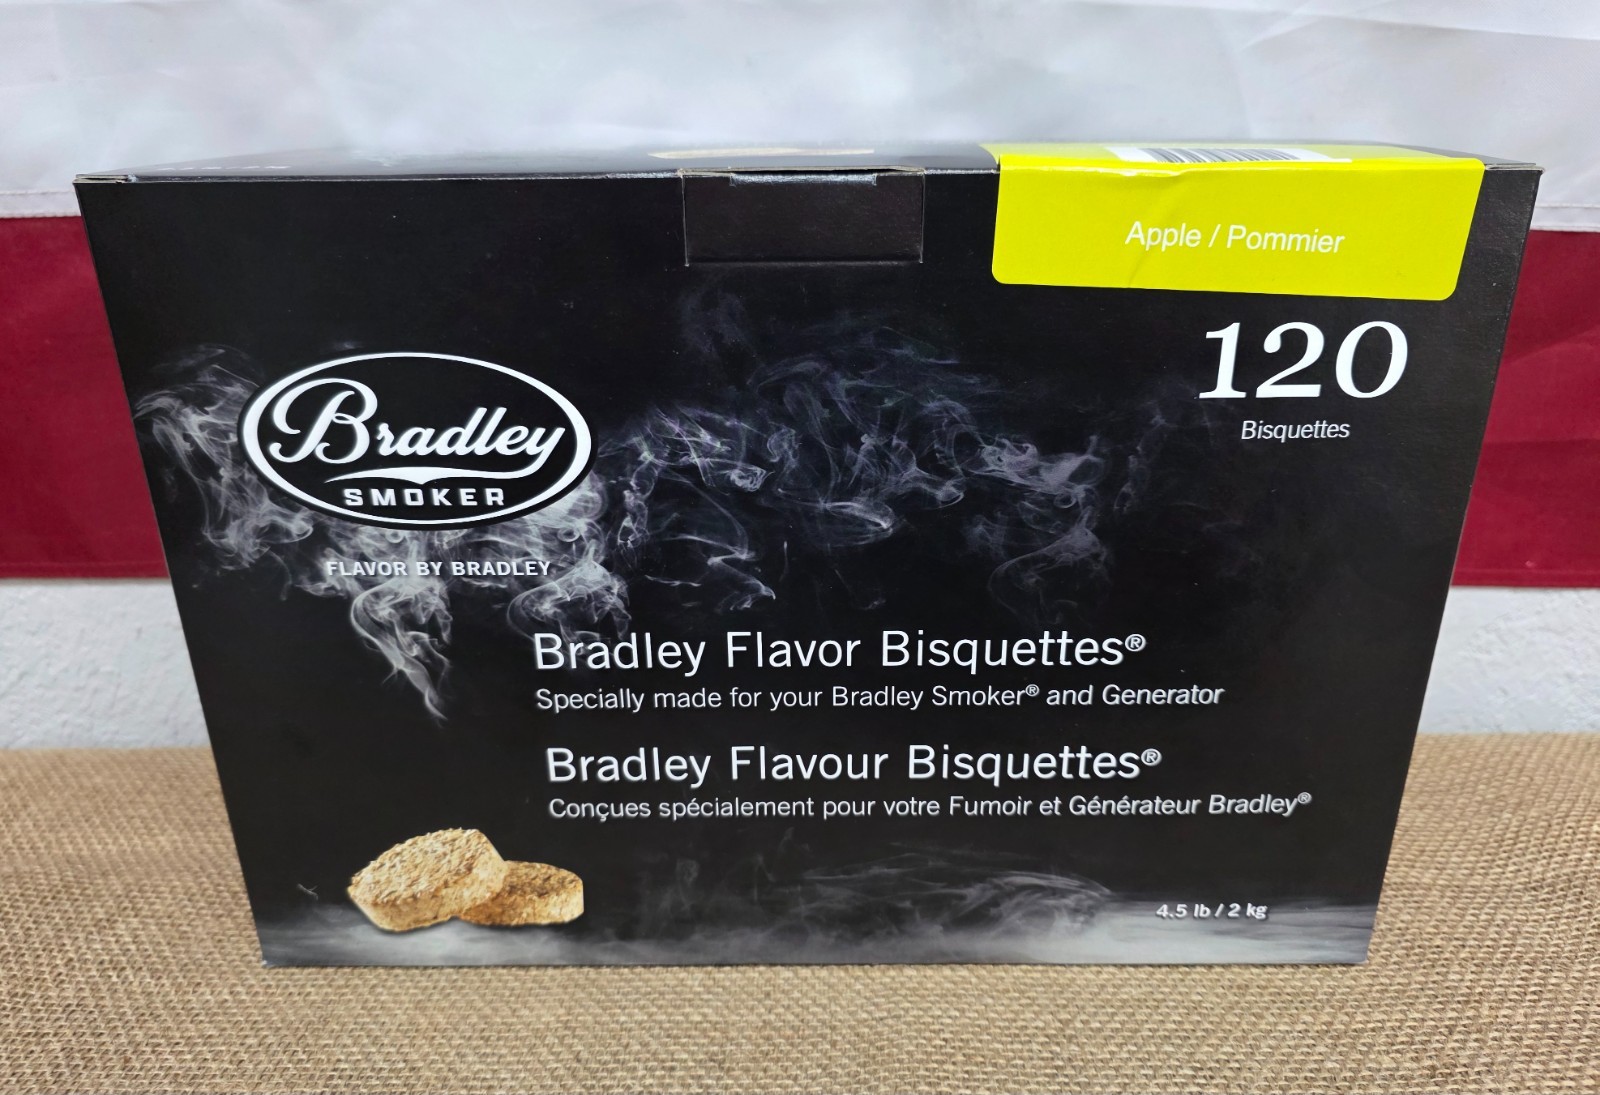 Apple / Pommier
120
Bisquettes
Bradley
SMOKER
FLAVOR BY BRADLEY
Bradley Flavor Bisquettes®
Specially made for your Bradley Smoker® and Generator
Bradley Flavour Bisquettes®
Conçues spécialement pour votre Fumoir et Générateur Bradley®
4.5 lb / 2 kg